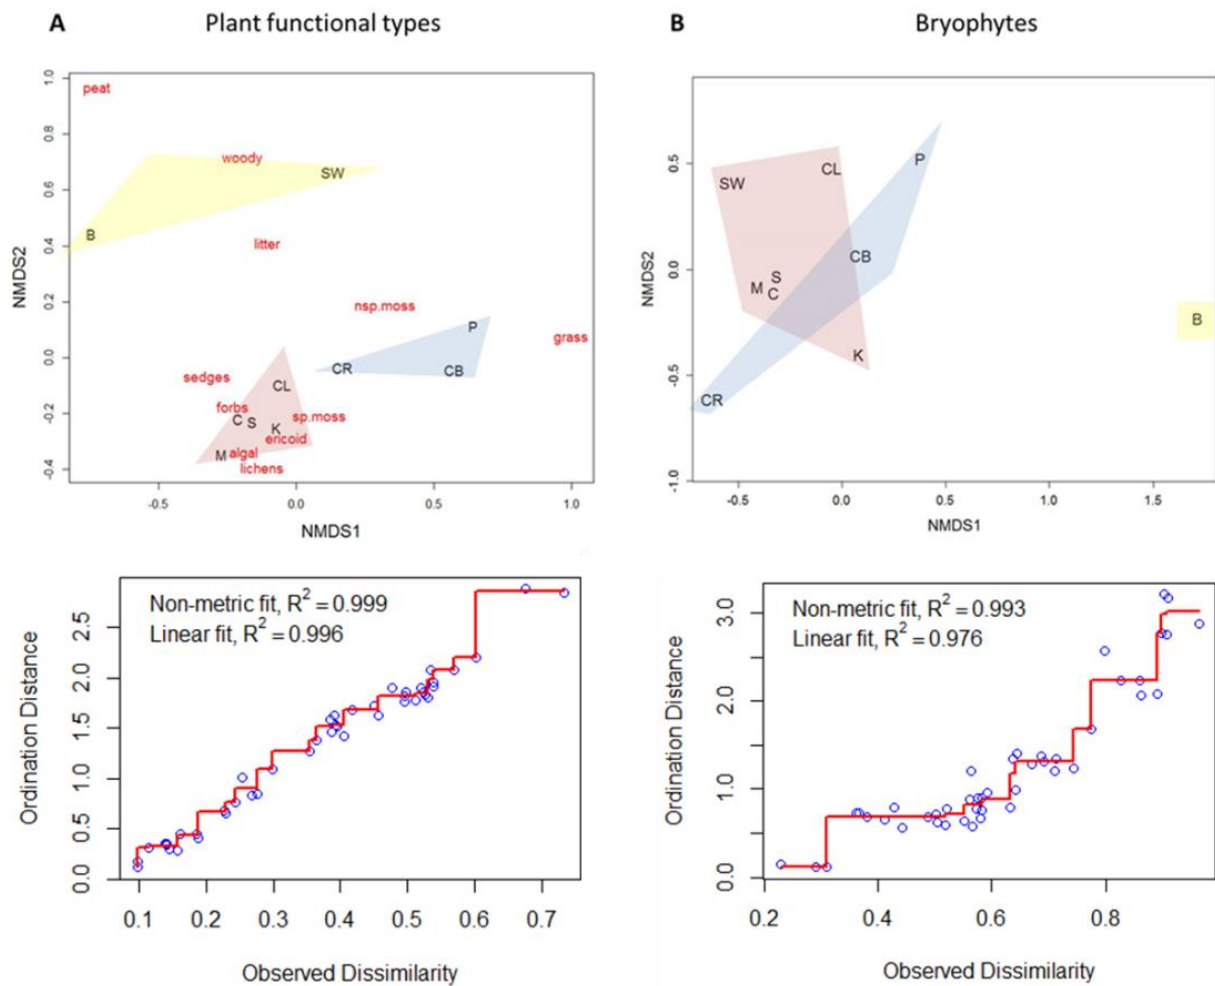 A Plant functional types
B Bryophytes
NMDS2
1.0
0.8
0.6
0.4
0.2
0.0
-0.2
-0.4
peat
woody
SW
B
litter
nsp.moss
P
grass
CR
CB
sedges
CL
forbs
sp.moss
C
S
K
ericoid
M
algal
lichens
-0.5 0.0 0.5 1.0
NMDS1
NMDS2
0.5
0.0
-0.5
-1.0
SW
CL
P
CB
S
M
C
K
CR
B
-0.5 0.0 0.5 1.0 1.5
NMDS1
Non-metric fit, R² = 0.999
Linear fit, R² = 0.996
Ordination Distance
2.5
2.0
1.5
1.0
0.5
0.0
0.1 0.2 0.3 0.4 0.5 0.6 0.7
Observed Dissimilarity
Non-metric fit, R² = 0.993
Linear fit, R² = 0.976
Ordination Distance
3.0
2.0
1.0
0.0
0.2 0.4 0.6 0.8
Observed Dissimilarity